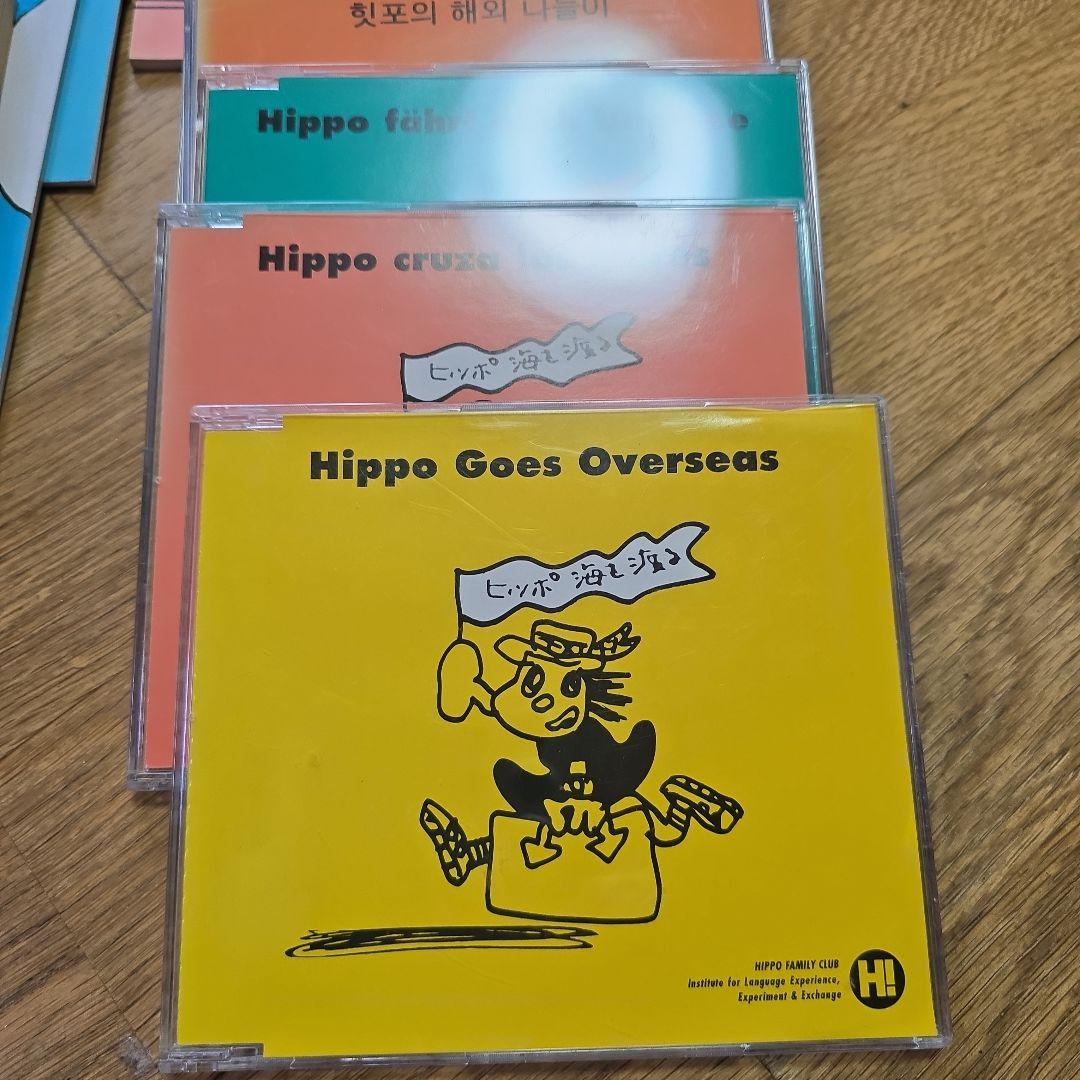 힛포의 해외 나들이
Hippo
Hippo cruza
ヒッポ 海を渡る
Hippo Goes Overseas
ヒッポ 海を渡る
HIPPO FAMILY CLUB
Institute for Language Experience,
Experiment & Exchange
H!